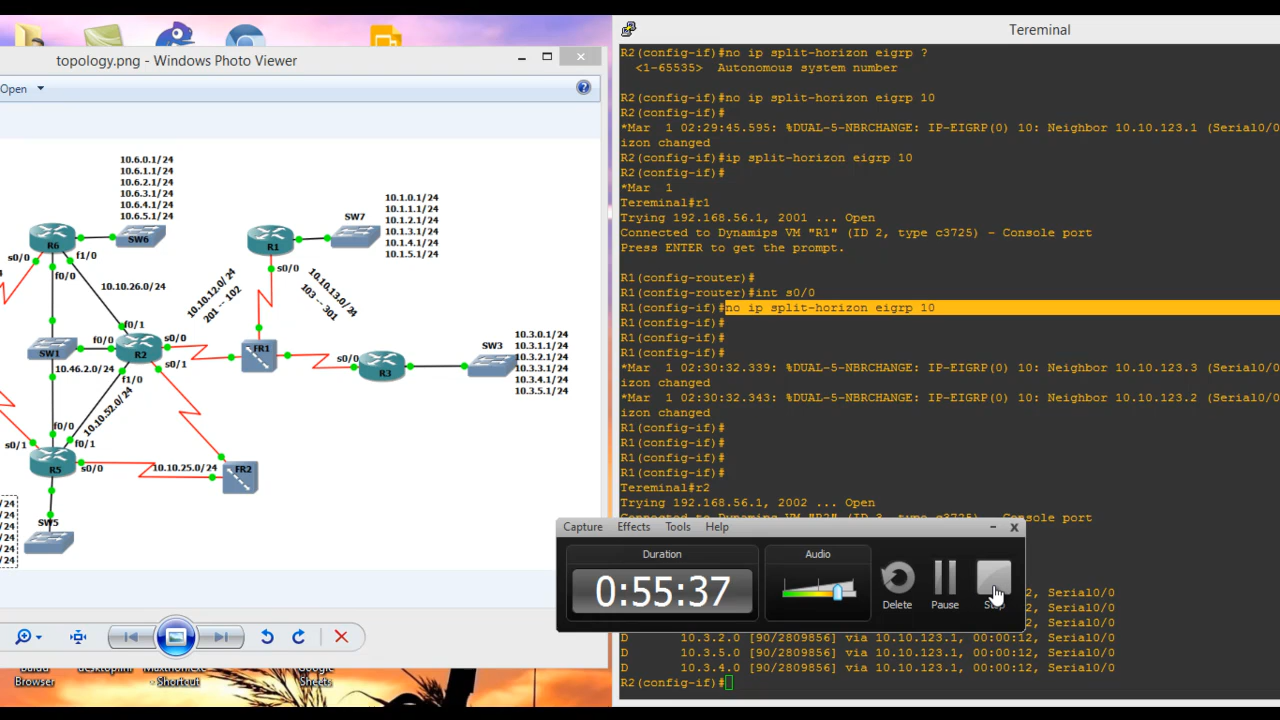 topology.png - Windows Photo Viewer
Open
10.6.0.1/24
10.6.1.1/24
10.6.2.1/24
10.6.3.1/24
10.6.4.1/24
10.6.5.1/24
R6
SW6
s0/0
f1/0
f0/0
10.10.26.0/24
f0/1
SW1
R2
s0/0
s0/1
f1/0
10.46.2.0/24
10.10.52.0/24
f0/0
f0/1
s0/1
R5
s0/0
10.10.25.0/24
FR2
SW5
/24
/24
/24
/24
/24
R1
SW7
s0/0
10.1.0.1/24
10.1.1.1/24
10.1.2.1/24
10.1.3.1/24
10.1.4.1/24
10.1.5.1/24
10.10.12.0/24
201 -- 102
10.10.13.0/24
103 -- 301
FR1
s0/0
R3
SW3
10.3.0.1/24
10.3.1.1/24
10.3.2.1/24
10.3.3.1/24
10.3.4.1/24
10.3.5.1/24
Browser
- Shortcut
Sheets
Tereminal
R2(config-if)#no ip split-horizon eigrp ?
<1-65535> Autonomous system number
R2(config-if)#no ip split-horizon eigrp 10
R2(config-if)#
*Mar 1 02:29:45.595: %DUAL-5-NBRCHANGE: IP-EIGRP(0) 10: Neighbor 10.10.123.1 (Serial0/0
izon changed
R2(config-if)#ip split-horizon eigrp 10
R2(config-if)#
*Mar 1
Tereminal#r1
Trying 192.168.56.1, 2001 ... Open
Connected to Dynamips VM "R1" (ID 2, type c3725) - Console port
Press ENTER to get the prompt.
R1(config-router)#
R1(config-router)#int s0/0
R1(config-if)#no ip split-horizon eigrp 10
R1(config-if)#
R1(config-if)#
R1(config-if)#
*Mar 1 02:30:32.339: %DUAL-5-NBRCHANGE: IP-EIGRP(0) 10: Neighbor 10.10.123.3 (Serial0/0
izon changed
*Mar 1 02:30:32.343: %DUAL-5-NBRCHANGE: IP-EIGRP(0) 10: Neighbor 10.10.123.2 (Serial0/0
izon changed
R1(config-if)#
R1(config-if)#
R1(config-if)#
R1(config-if)#
Tereminal#r2
Trying 192.168.56.1, 2002 ... Open
Console port
Capture Effects Tools Help
Duration
Audio
0:55:37
Delete
Pause
2, Serial0/0
2, Serial0/0
2, Serial0/0
D 10.3.2.0 [90/2809856] via 10.10.123.1, 00:00:12, Serial0/0
D 10.3.5.0 [90/2809856] via 10.10.123.1, 00:00:12, Serial0/0
D 10.3.4.0 [90/2809856] via 10.10.123.1, 00:00:12, Serial0/0
R2(config-if)#